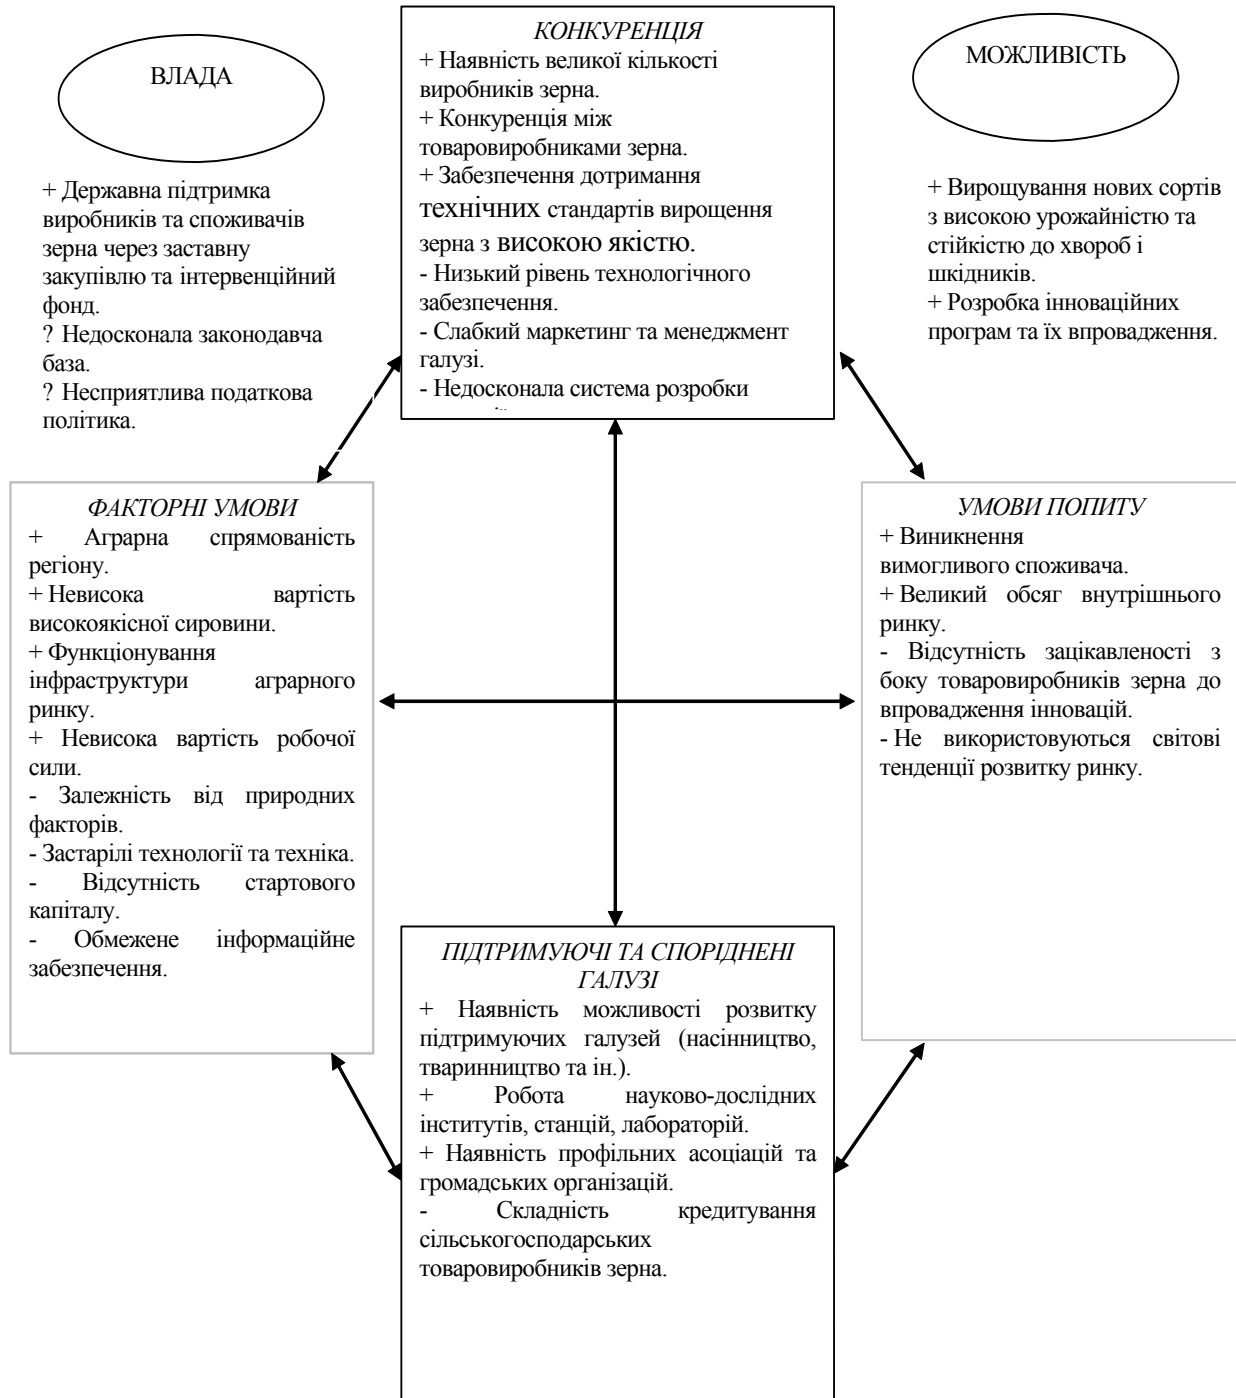 ВЛАДА
+ Державна підтримка
виробників та споживачів
зерна через заставну
закупівлю та інтервенційний
фонд.
? Недосконала законодавча
база.
? Несприятлива податкова
політика.
КОНКУРЕНЦІЯ
+ Наявність великої кількості
виробників зерна.
+ Конкуренція між
товаровиробниками зерна.
+ Забезпечення дотримання
технічних стандартів вирощення
зерна з високою якістю.
- Низький рівень технологічного
забезпечення.
- Слабкий маркетинг та менеджмент
галузі.
- Недосконала система розробки
МОЖЛИВІСТЬ
+ Вирощування нових сортів
з високою урожайністю та
стійкістю до хвороб і
шкідників.
+ Розробка інноваційних
програм та їх впровадження.
ФАКТОРНІ УМОВИ
+ Аграрна спрямованість
регіону.
+ Невисока вартість
високоякісної сировини.
+ Функціонування
інфраструктури аграрного
ринку.
+ Невисока вартість робочої
сили.
- Залежність від природних
факторів.
- Застарілі технології та техніка.
- Відсутність стартового
капіталу.
- Обмежене інформаційне
забезпечення.
УМОВИ ПОПИТУ
+ Виникнення
вимогливого споживача.
+ Великий обсяг внутрішнього
ринку.
- Відсутність зацікавленості з
боку товаровиробників зерна до
впровадження інновацій.
- Не використовуються світові
тенденції розвитку ринку.
ПІДТРИМУЮЧІ ТА СПОРІДНЕНІ
ГАЛУЗІ
+ Наявність можливості розвитку
підтримуючих галузей (насінництво,
тваринництво та ін.).
+ Робота науково-дослідних
інститутів, станцій, лабораторій.
+ Наявність профільних асоціацій та
громадських організацій.
- Складність кредитування
сільськогосподарських
товаровиробників зерна.